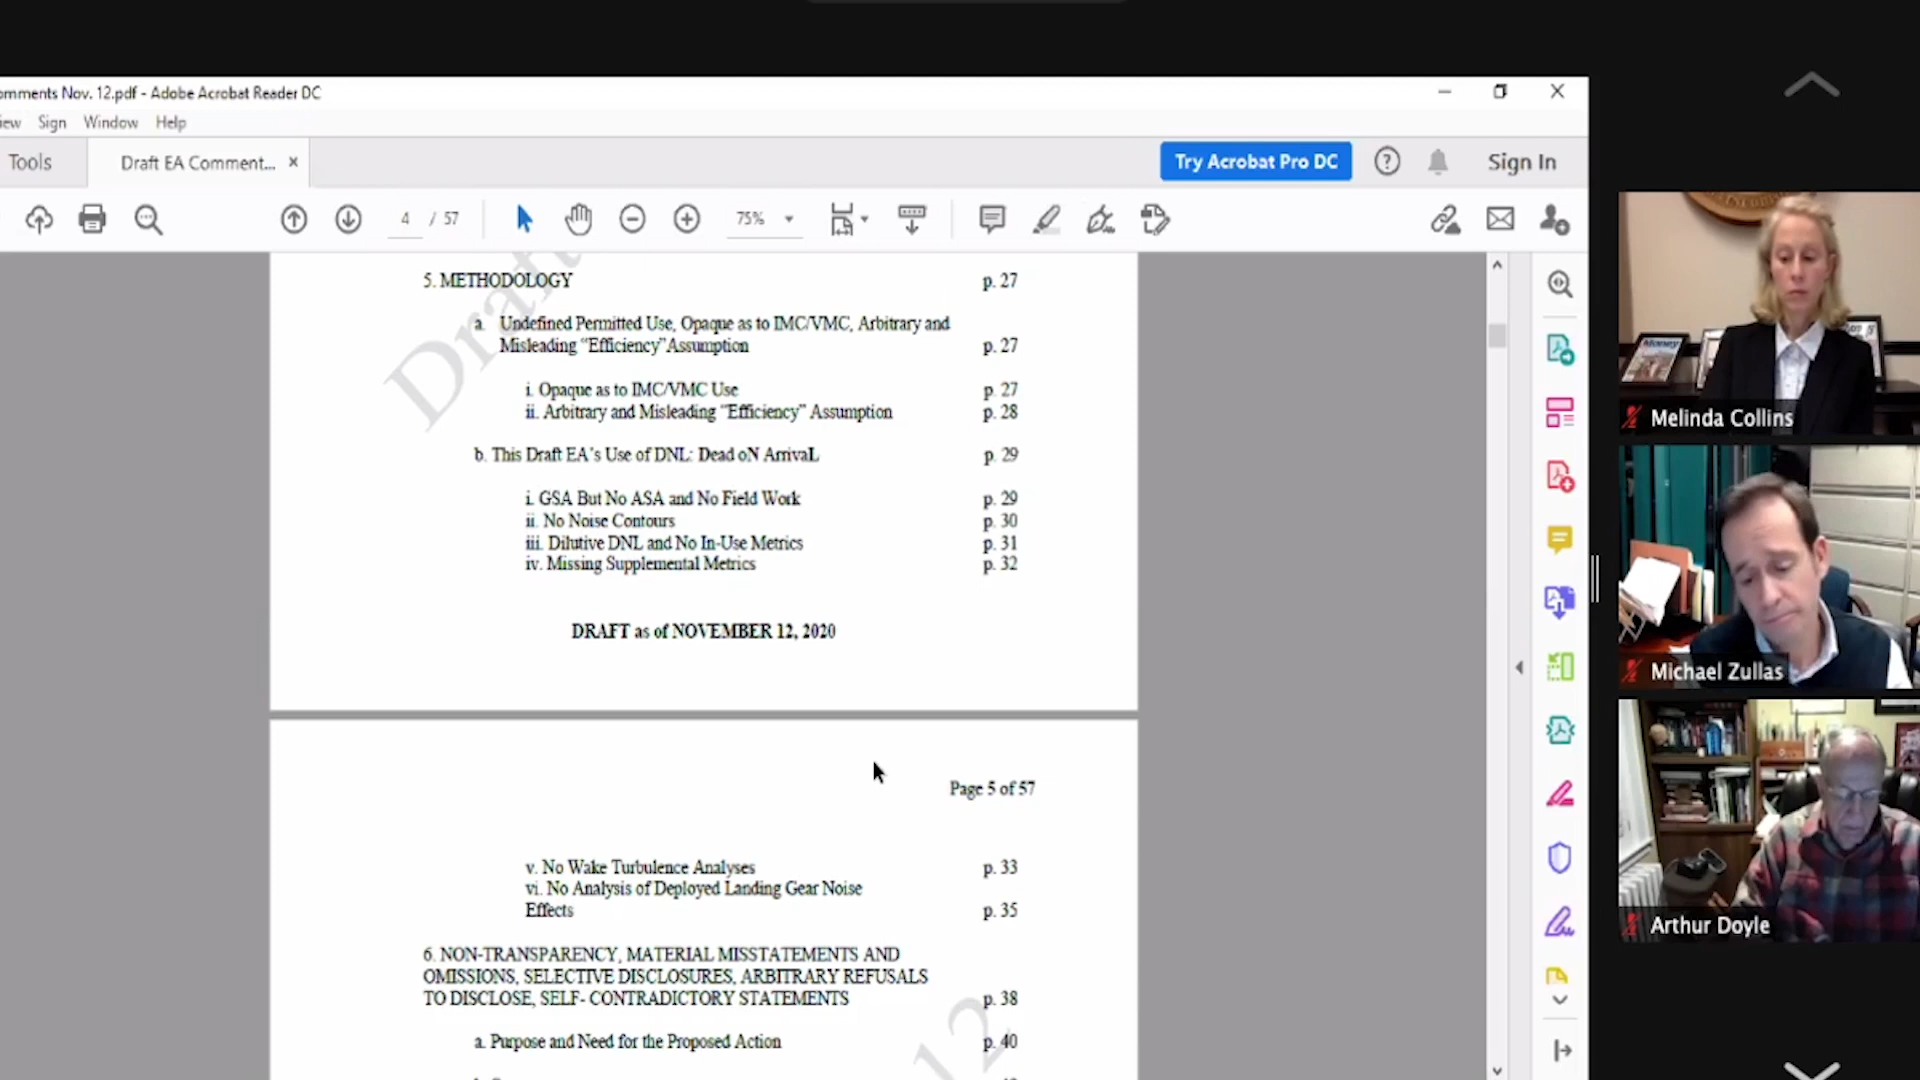 omments Nov. 12.pdf - Adobe Acrobat Reader DC
iew Sign Window Help
Tools
Draft EA Comment... ×
Try Acrobat Pro DC
Sign In
4 / 57
75%
Draft
5. METHODOLOGY p. 27
a. Undefined Permitted Use, Opaque as to IMC/VMC, Arbitrary and
Misleading "Efficiency"Assumption p. 27
i. Opaque as to IMC/VMC Use p. 27
ii. Arbitrary and Misleading "Efficiency" Assumption p. 28
b. This Draft EA's Use of DNL: Dead oN ArrivaL p. 29
i. GSA But No ASA and No Field Work p. 29
ii. No Noise Contours p. 30
iii. Dilutive DNL and No In-Use Metrics p. 31
iv. Missing Supplemental Metrics p. 32
DRAFT as of NOVEMBER 12, 2020
Page 5 of 57
v. No Wake Turbulence Analyses p. 33
vi. No Analysis of Deployed Landing Gear Noise
Effects p. 35
6. NON-TRANSPARENCY, MATERIAL MISSTATEMENTS AND
OMISSIONS, SELECTIVE DISCLOSURES, ARBITRARY REFUSALS
TO DISCLOSE, SELF- CONTRADICTORY STATEMENTS p. 38
a. Purpose and Need for the Proposed Action p. 40
12
Money
Melinda Collins
Michael Zullas
Arthur Doyle